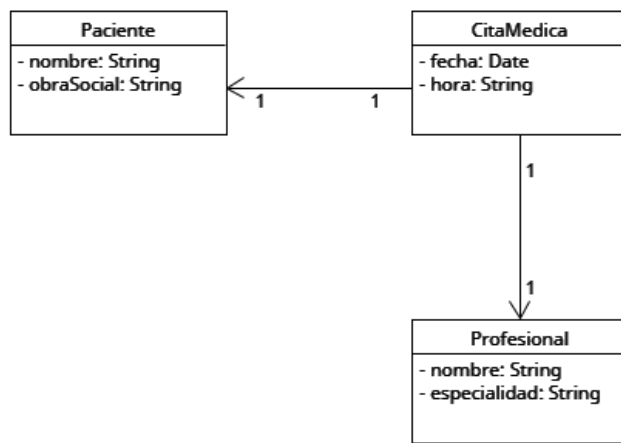 Paciente
- nombre: String
- obraSocial: String
CitaMedica
- fecha: Date
- hora: String
1
1
1
1
Profesional
- nombre: String
- especialidad: String